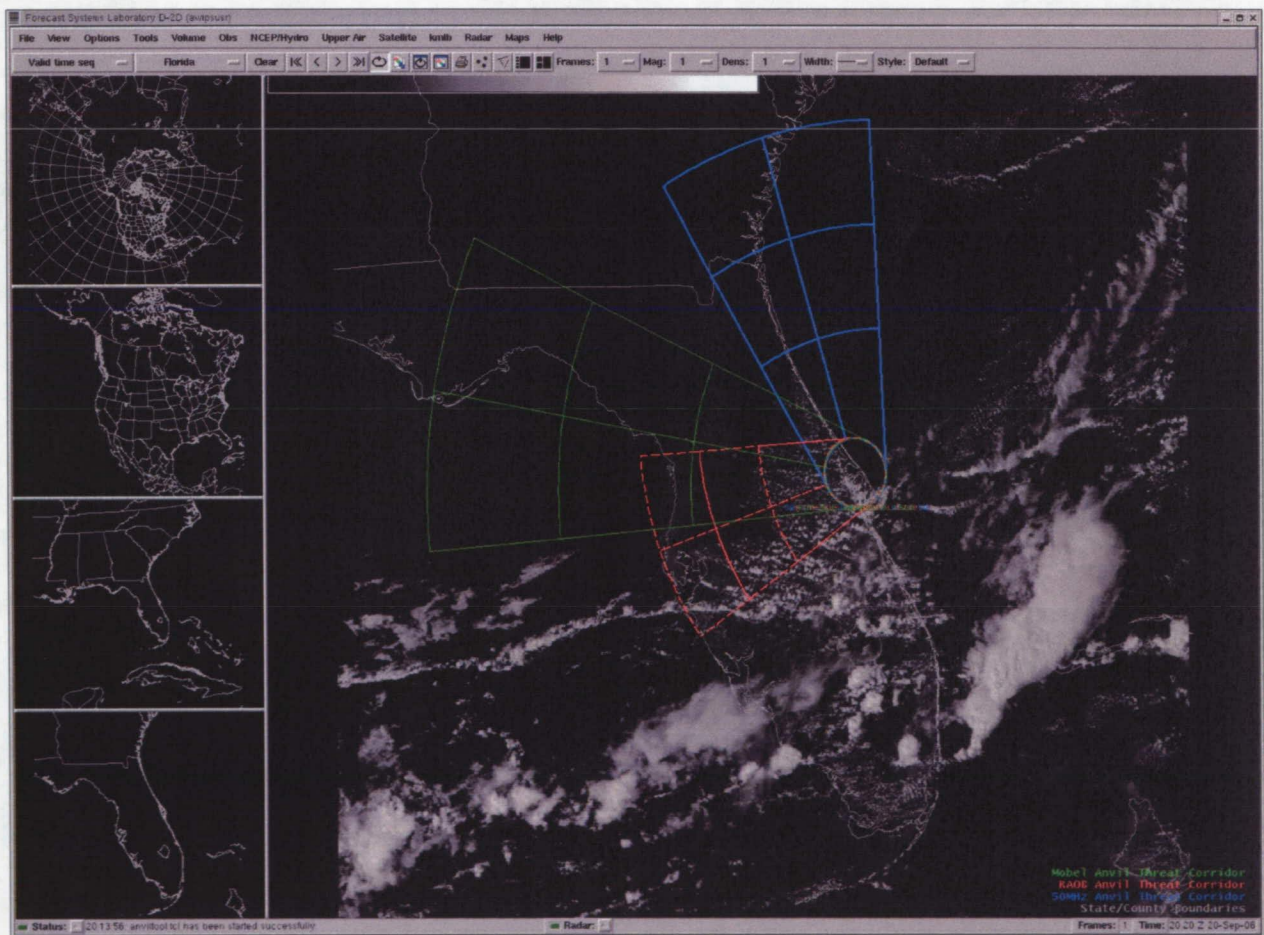 Forecast Systems Laboratory D-2D (awipsusr)
File View Options Tools Volume Obs NCEP/Hydro Upper Air Satellite kmlb Radar Maps Help
Valid time seq Florida Clear Frames: 1 Mag: 1 Dens: 1 Width: Style: Default
Mobel Anvil Threat Corridor
RAOB Anvil Threat Corridor
50MHz Anvil Threat Corridor
State/County Boundaries
Status: 20:13:56 anviltool.tcl has been started successfully Radar: Frames: 1 Time: 20:20 Z 20-Sep-06